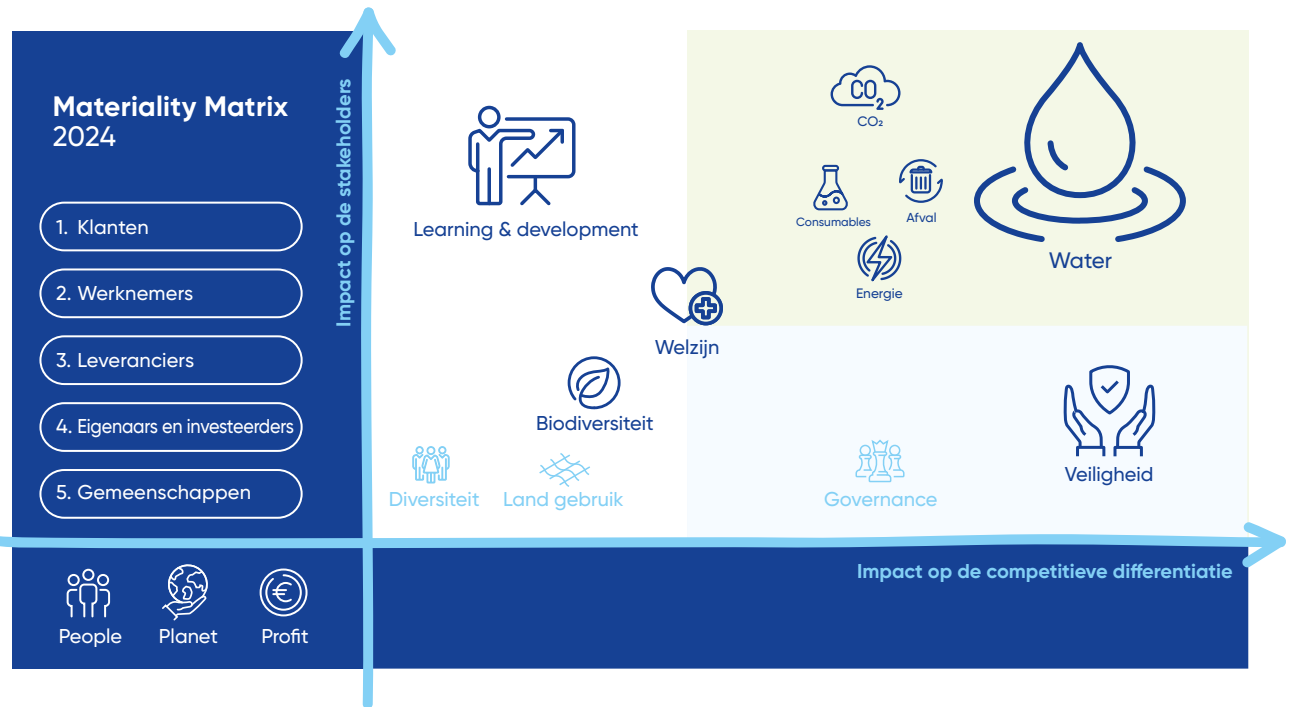 Materiality Matrix
2024
1. Klanten
2. Werknemers
3. Leveranciers
4. Eigenaars en investeerders
5. Gemeenschappen
People
Planet
Profit
Impact op de stakeholders
CO2
CO₂
Consumables
Afval
Energie
Water
Learning & development
Welzijn
Biodiversiteit
Diversiteit
Land gebruik
Governance
Veiligheid
Impact op de competitieve differentiatie